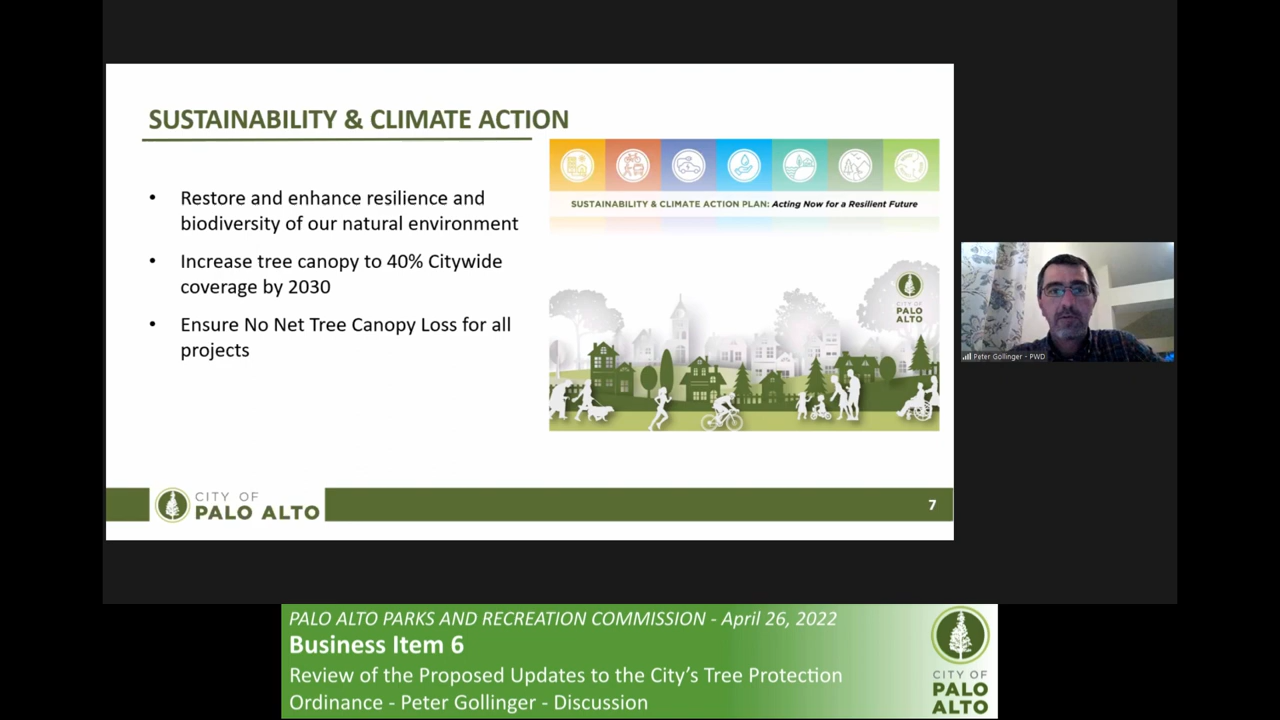 SUSTAINABILITY & CLIMATE ACTION
• Restore and enhance resilience and
biodiversity of our natural environment
• Increase tree canopy to 40% Citywide
coverage by 2030
• Ensure No Net Tree Canopy Loss for all
projects
SUSTAINABILITY & CLIMATE ACTION PLAN: Acting Now for a Resilient Future
CITY OF
PALO
ALTO
CITY OF
PALO ALTO
7
Peter Gollinger - PWD
PALO ALTO PARKS AND RECREATION COMMISSION - April 26, 2022
Business Item 6
Review of the Proposed Updates to the City's Tree Protection
Ordinance - Peter Gollinger - Discussion
CITY OF
PALO
ALTO